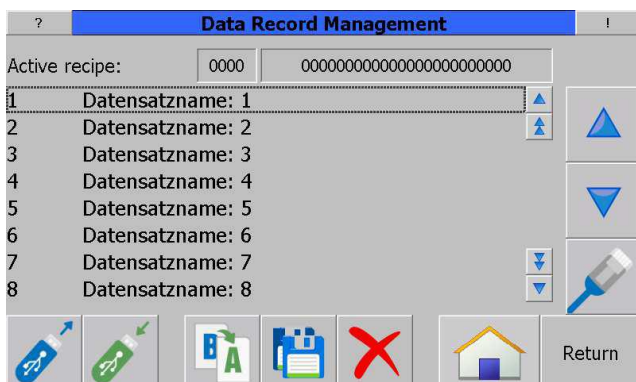 ? Data Record Management !
Active recipe: 0000 000000000000000000000000
1 Datensatzname: 1
2 Datensatzname: 2
3 Datensatzname: 3
4 Datensatzname: 4
5 Datensatzname: 5
6 Datensatzname: 6
7 Datensatzname: 7
8 Datensatzname: 8
B A Return